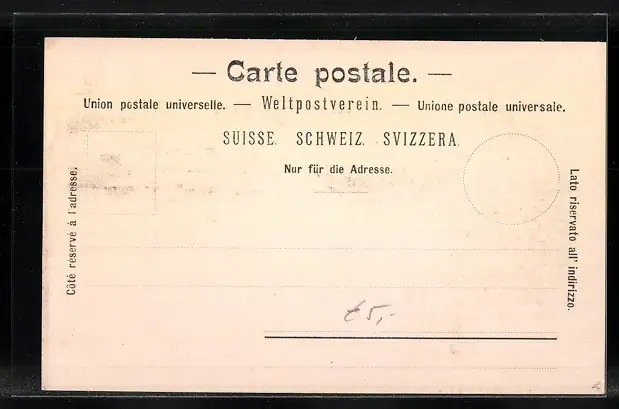 — Carte postale. —
Union postale universelle. — Weltpostverein. — Unione postale universale.
SUISSE. SCHWEIZ. SVIZZERA.
Nur für die Adresse.
Côté réservé à l'adresse.
Lato riservato all' indirizzo.
€5,-